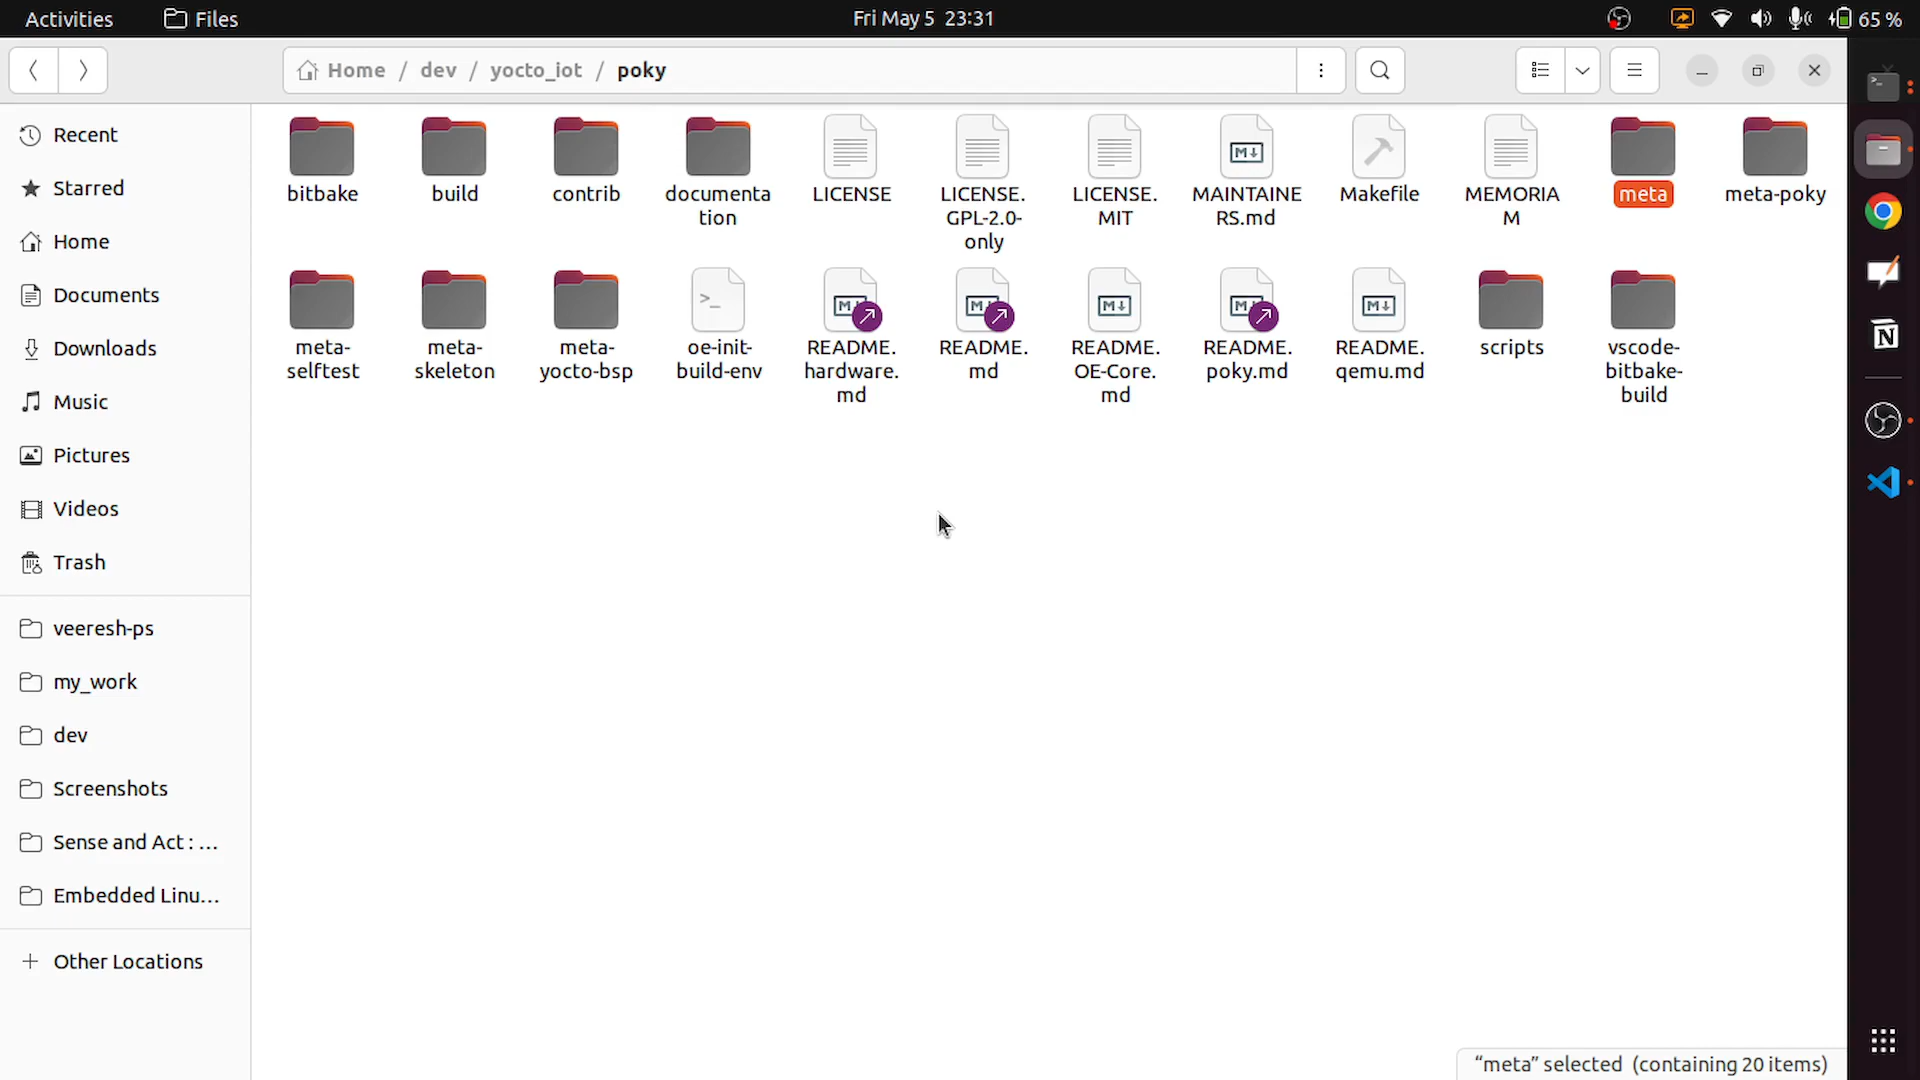 Activities Files Fri May 5 23:31 65 %
Home / dev / yocto_iot / poky
Recent
Starred
Home
Documents
Downloads
Music
Pictures
Videos
Trash
veeresh-ps
my_work
dev
Screenshots
Sense and Act : ...
Embedded Linu...
Other Locations
bitbake
build
contrib
documenta
tion
LICENSE
LICENSE.
GPL-2.0-
only
LICENSE.
MIT
MAINTAINE
RS.md
Makefile
MEMORIA
M
meta
meta-poky
meta-
selftest
meta-
skeleton
meta-
yocto-bsp
oe-init-
build-env
README.
hardware.
md
README.
md
README.
OE-Core.
md
README.
poky.md
README.
qemu.md
scripts
vscode-
bitbake-
build
“meta” selected (containing 20 items)